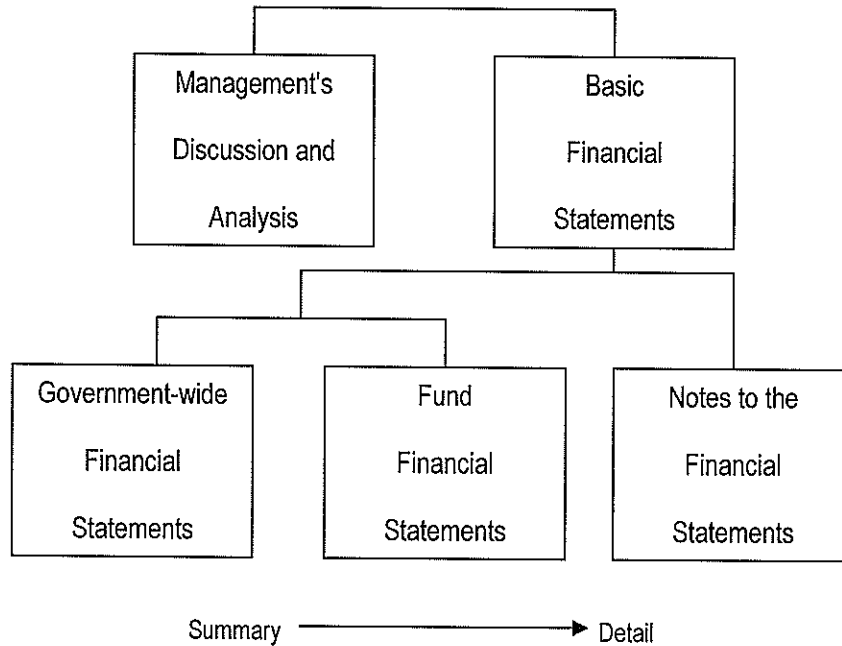 Management's
Discussion and
Analysis
Basic
Financial
Statements
Government-wide
Financial
Statements
Fund
Financial
Statements
Notes to the
Financial
Statements
Summary
Detail